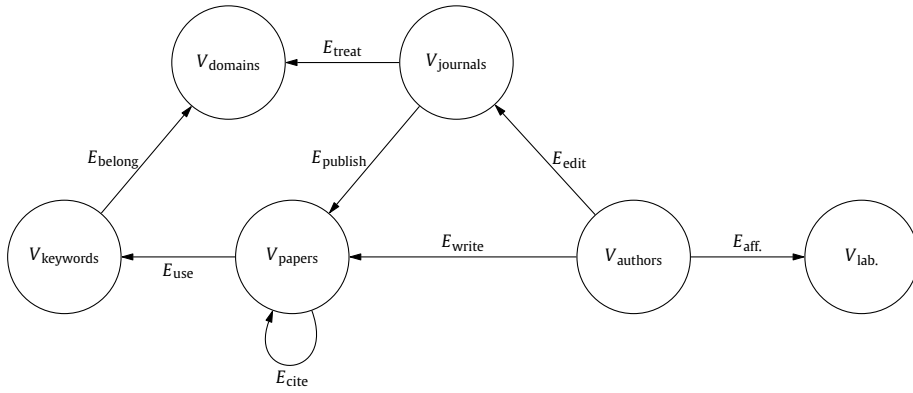 E_treat
V_domains
V_journals
E_belong
E_publish
E_edit
E_write
E_aff.
V_keywords
V_papers
V_authors
V_lab.
E_use
E_cite